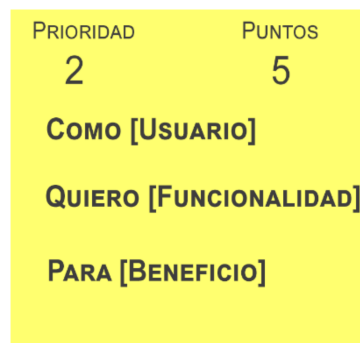 Prioridad Puntos
2 5
Como [Usuario]
Quiero [Funcionalidad]
Para [Beneficio]